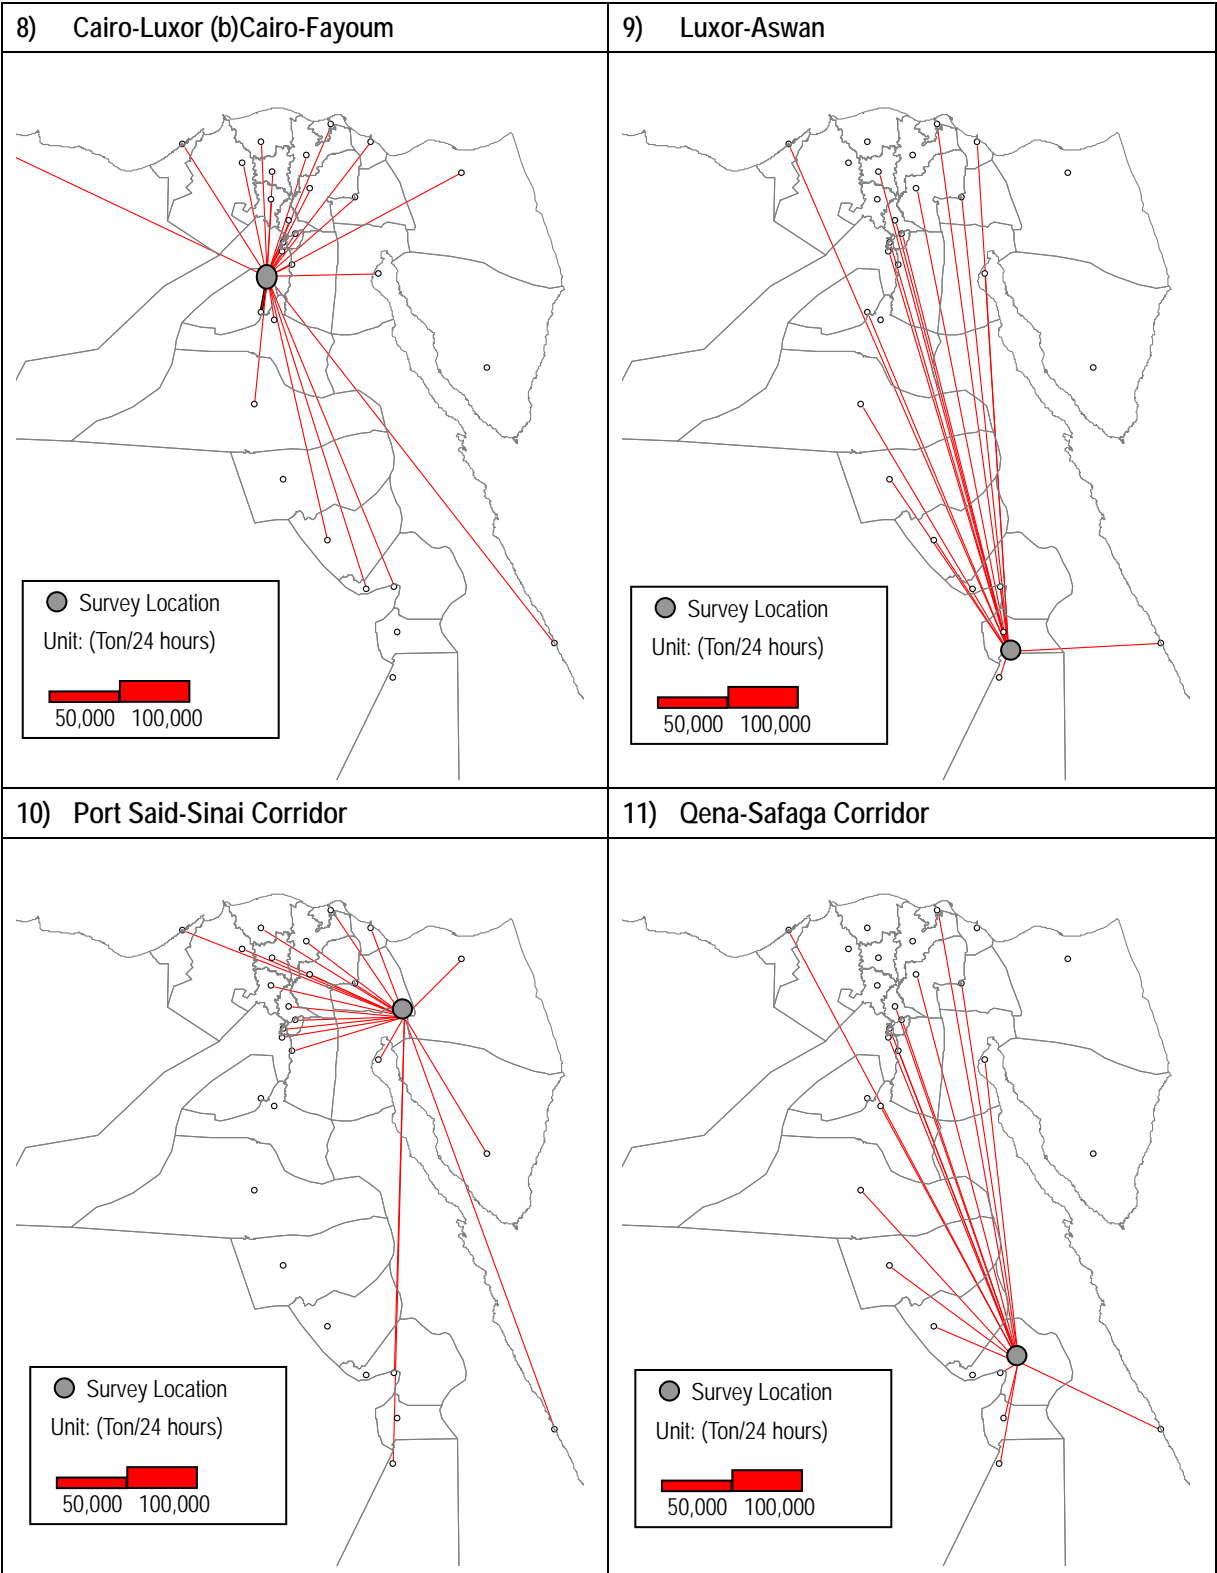 8) Cairo-Luxor (b)Cairo-Fayoum
9) Luxor-Aswan
Survey Location
Unit: (Ton/24 hours)
50,000 100,000
Survey Location
Unit: (Ton/24 hours)
50,000 100,000
10) Port Said-Sinai Corridor
11) Qena-Safaga Corridor
Survey Location
Unit: (Ton/24 hours)
50,000 100,000
Survey Location
Unit: (Ton/24 hours)
50,000 100,000